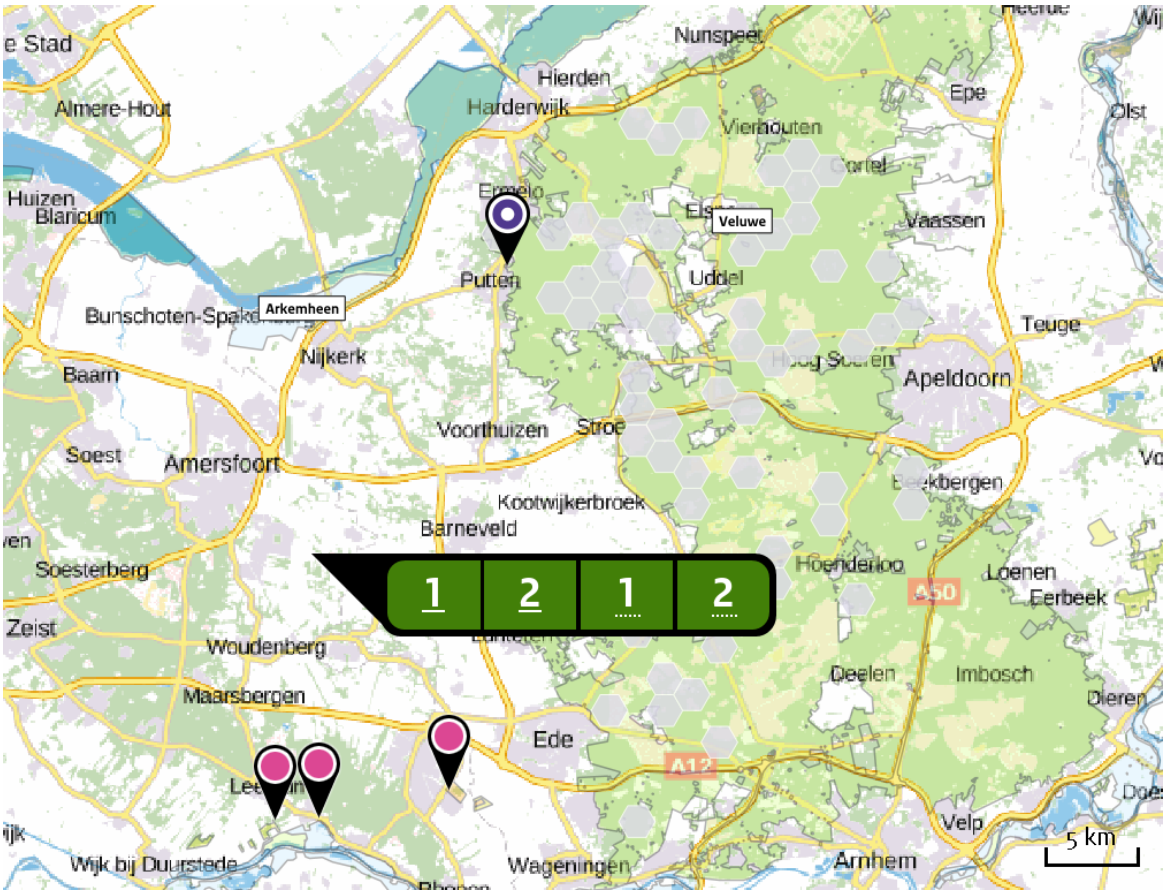 Heerde
e Stad
Nunspeet
Hierden
Almere-Hout
Harderwijk
Epe
Olst
Vierhouten
Gortel
Huizen
Blaricum
Ermelo
Veluwe
Vaassen
Putten
Uddel
Arkemheen
Teuge
Nijkerk
Hoog Soeren
Baarn
Apeldoorn
Voorthuizen
Stroe
Soest
Amersfoort
Beekbergen
Kootwijkerbroek
Barneveld
Soesterberg
Hoenderloo
Loenen
A50
Eerbeek
1 2 1 2
Zeist
Woudenberg
Lunteren
Deelen
Imbosch
Maarsbergen
Dieren
Ede
A12
Velp
5 km
Wijk bij Duurstede
Wageningen
Arnhem